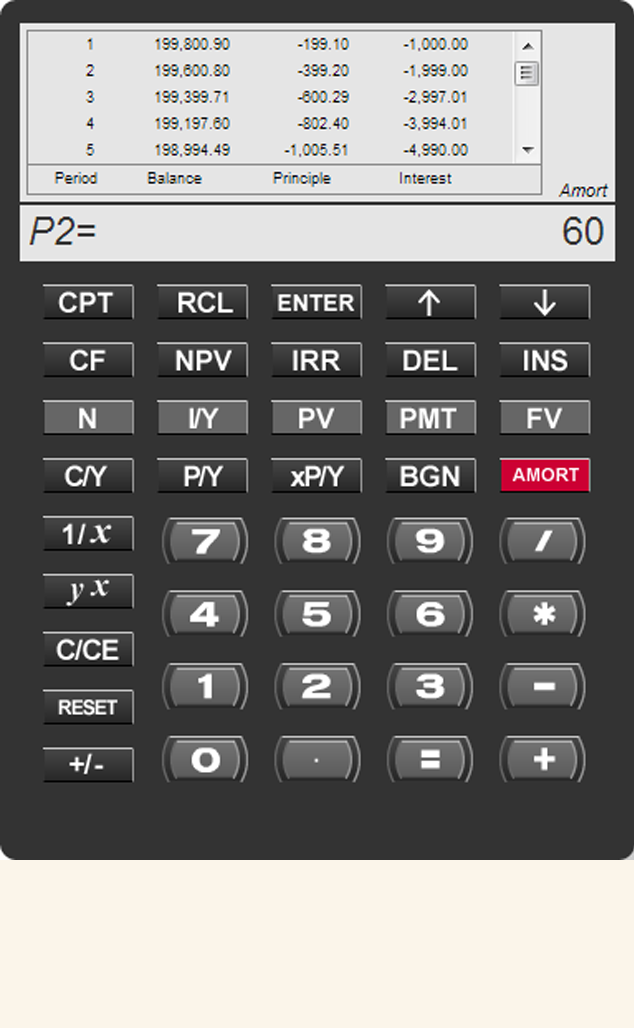 1 199,800.90 -199.10 -1,000.00
2 199,600.80 -399.20 -1,999.00
3 199,399.71 -600.29 -2,997.01
4 199,197.60 -802.40 -3,994.01
5 198,994.49 -1,005.51 -4,990.00
Period Balance Principle Interest
Amort
P2= 60
CPT RCL ENTER ↑ ↓
CF NPV IRR DEL INS
N I/Y PV PMT FV
C/Y P/Y xP/Y BGN AMORT
1/x 7 8 9 /
y x 4 5 6 *
C/CE
RESET 1 2 3 -
+/- 0 . = +